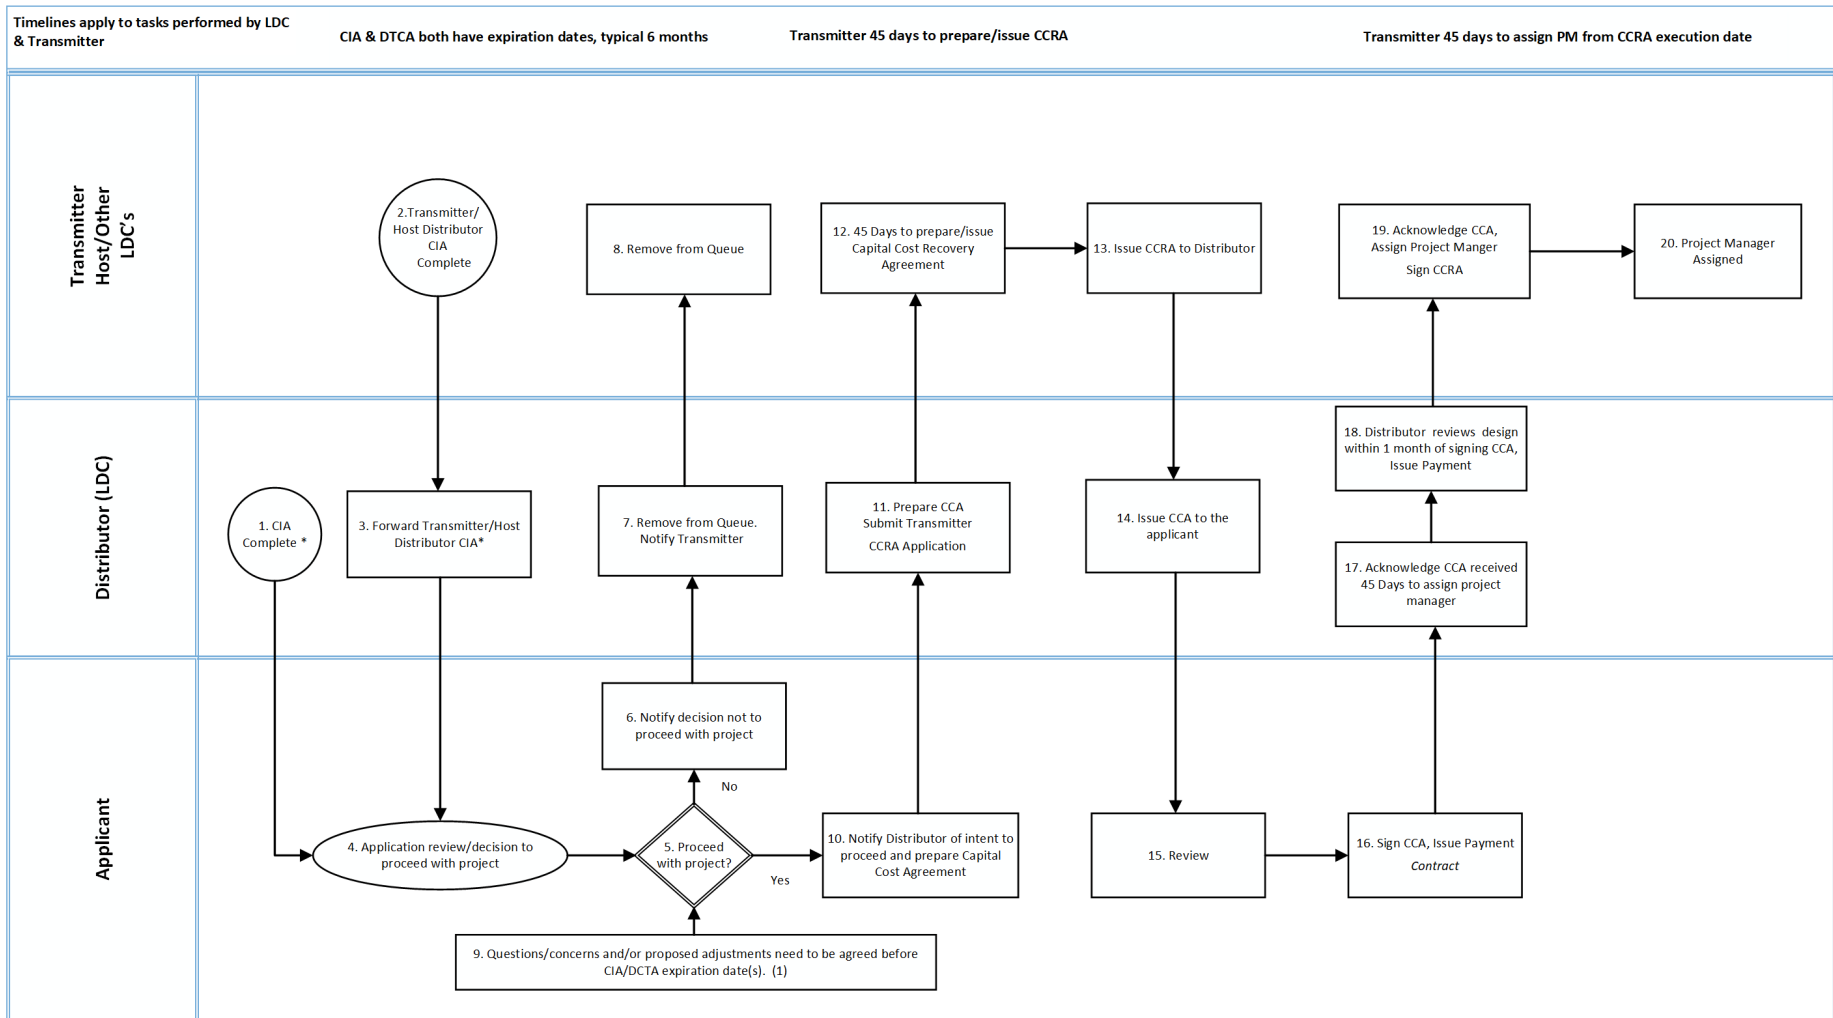 Timelines apply to tasks performed by LDC
& Transmitter
CIA & DTCA both have expiration dates, typical 6 months
Transmitter 45 days to prepare/issue CCRA
Transmitter 45 days to assign PM from CCRA execution date
Transmitter
Host/Other
LDC's
2.Transmitter/
Host Distributor
CIA
Complete
8. Remove from Queue
12. 45 Days to prepare/issue
Capital Cost Recovery
Agreement
13. Issue CCRA to Distributor
19. Acknowledge CCA,
Assign Project Manger
Sign CCRA
20. Project Manager
Assigned
Distributor (LDC)
1. CIA
Complete *
3. Forward Transmitter/Host
Distributor CIA*
7. Remove from Queue.
Notify Transmitter
11. Prepare CCA
Submit Transmitter
CCRA Application
14. Issue CCA to the
applicant
18. Distributor reviews design
within 1 month of signing CCA,
Issue Payment
17. Acknowledge CCA received
45 Days to assign project
manager
Applicant
6. Notify decision not to
proceed with project
No
4. Application review/decision to
proceed with project
5. Proceed
with project?
Yes
10. Notify Distributor of intent to
proceed and prepare Capital
Cost Agreement
15. Review
16. Sign CCA, Issue Payment
Contract
9. Questions/concerns and/or proposed adjustments need to be agreed before
CIA/DCTA expiration date(s). (1)